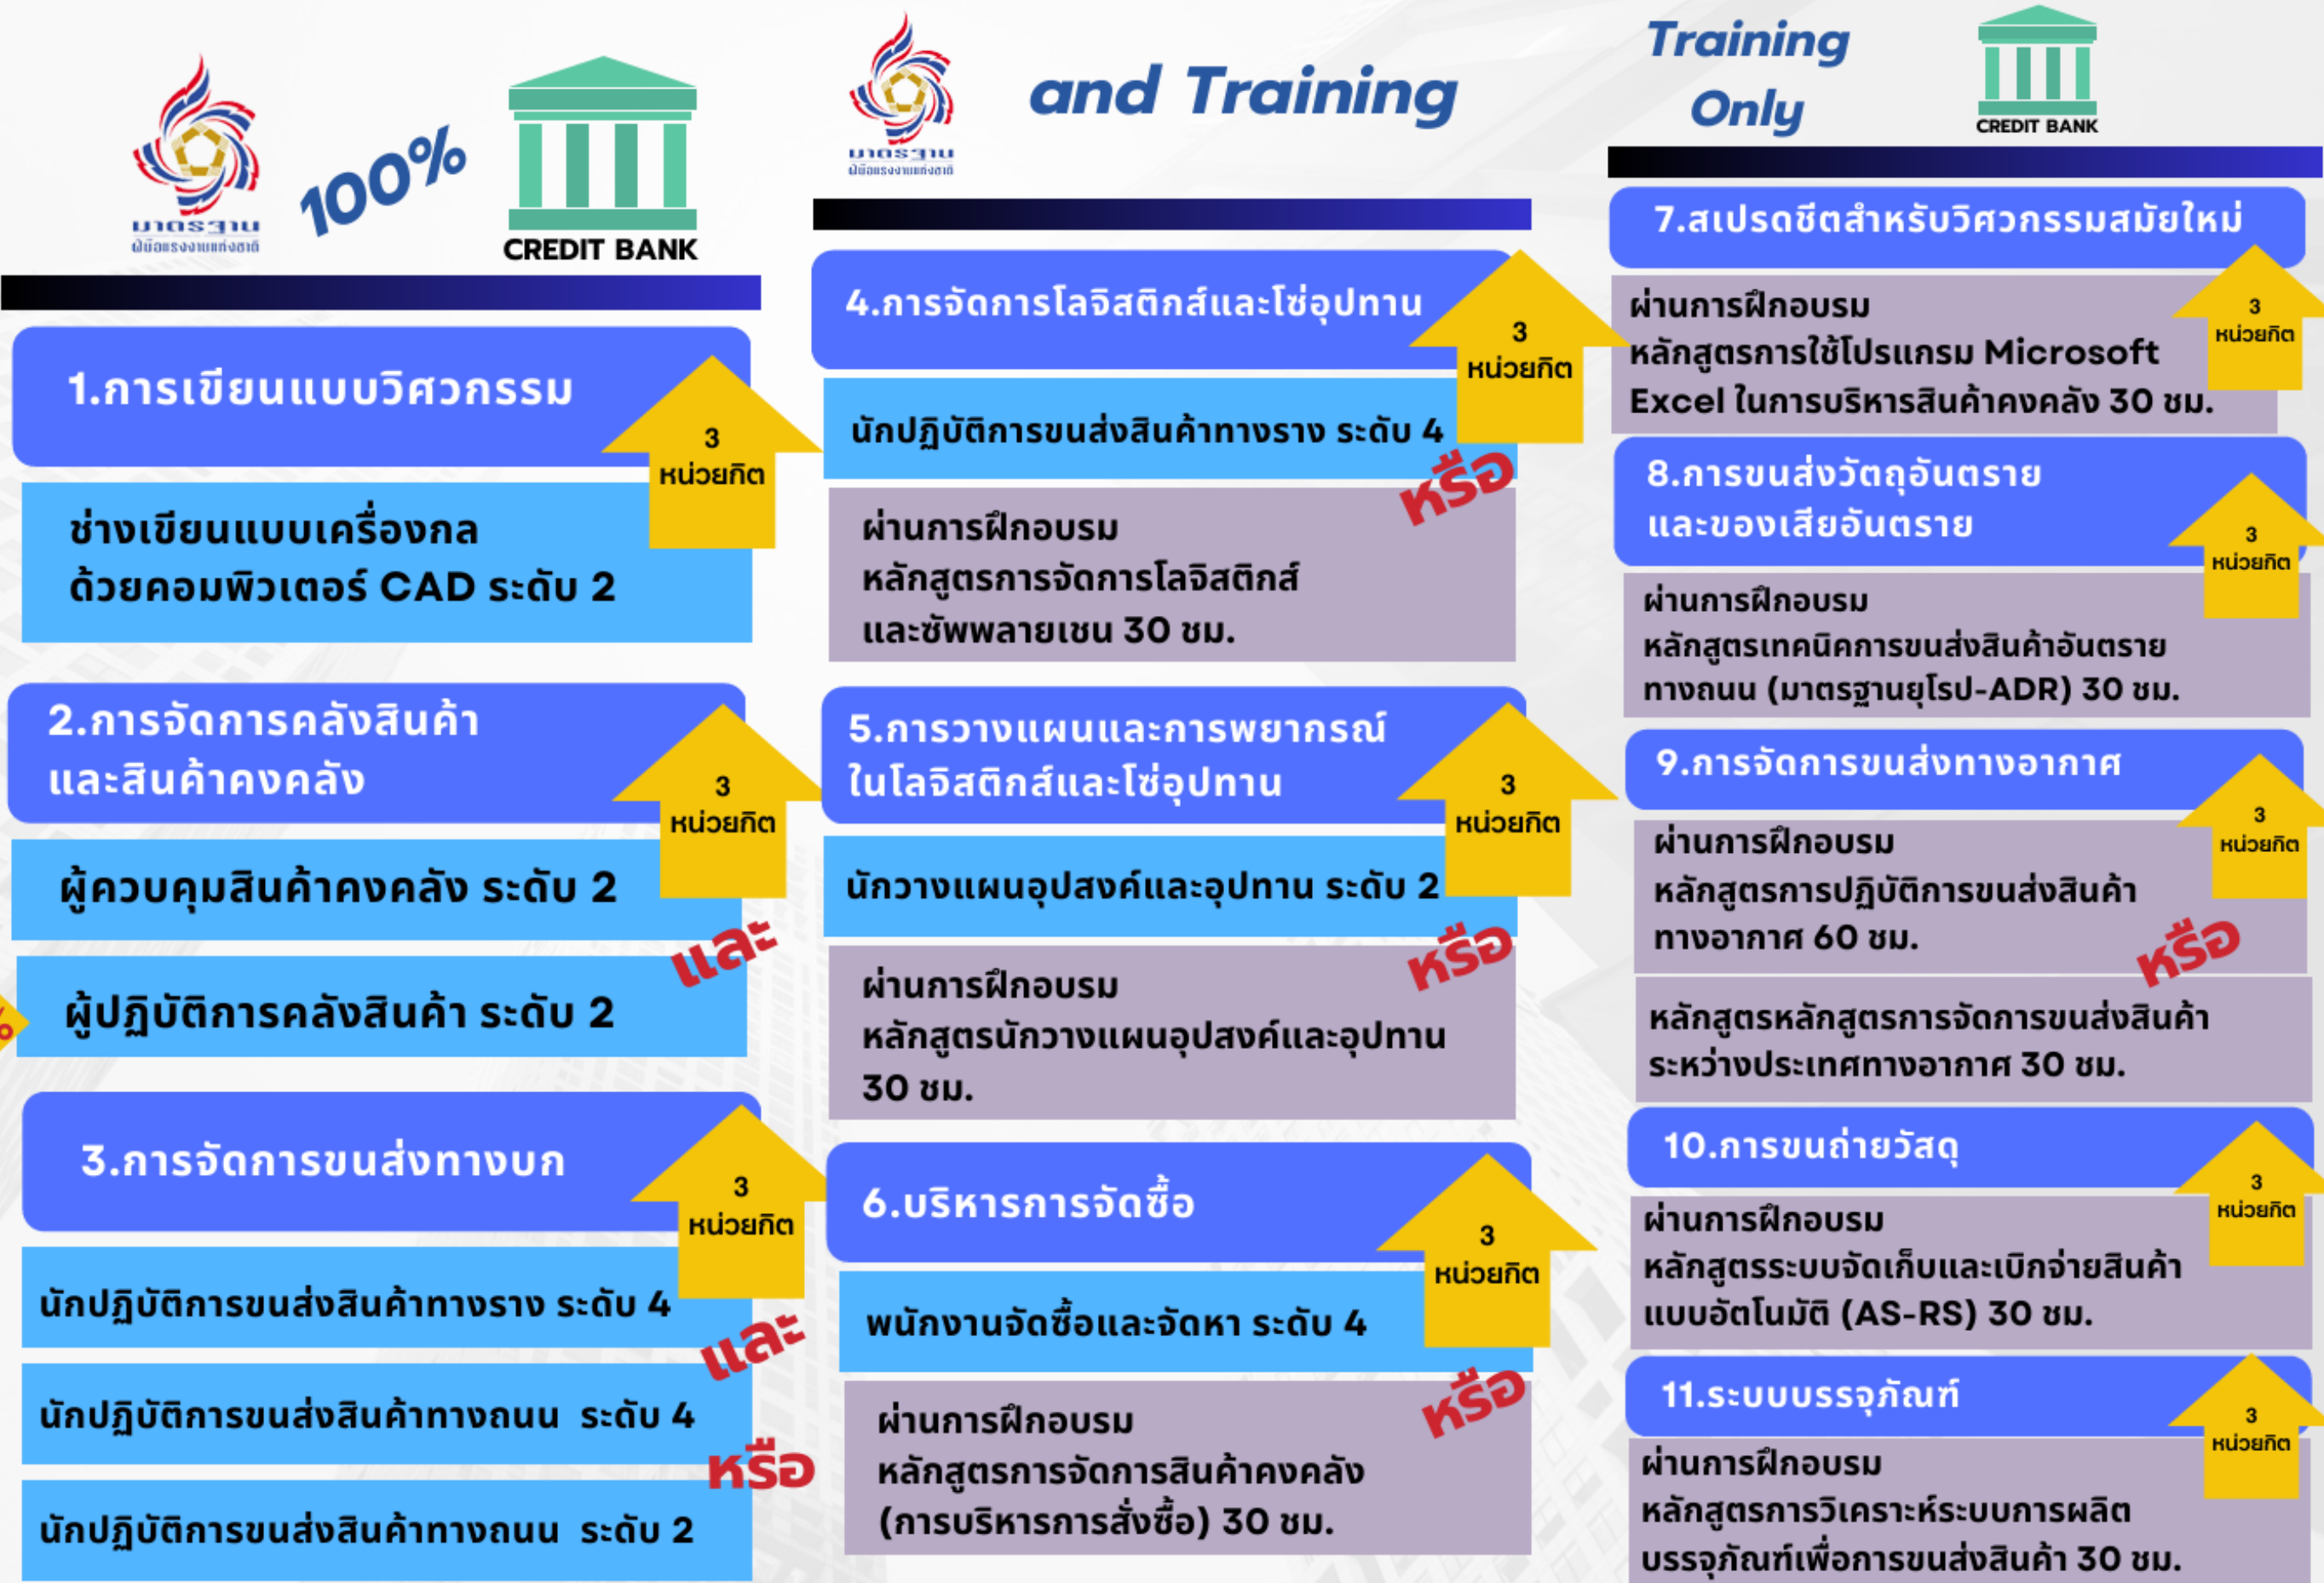 มาตรฐาน
ฝีมือแรงงานแห่งชาติ
100%
CREDIT BANK
1.การเขียนแบบวิศวกรรม
3
หน่วยกิต
ช่างเขียนแบบเครื่องกล
ด้วยคอมพิวเตอร์ CAD ระดับ 2
2.การจัดการคลังสินค้า
และสินค้าคงคลัง
3
หน่วยกิต
ผู้ควบคุมสินค้าคงคลัง ระดับ 2
และ
ผู้ปฏิบัติการคลังสินค้า ระดับ 2
%
3.การจัดการขนส่งทางบก
3
หน่วยกิต
นักปฏิบัติการขนส่งสินค้าทางราง ระดับ 4
และ
นักปฏิบัติการขนส่งสินค้าทางถนน ระดับ 4
หรือ
นักปฏิบัติการขนส่งสินค้าทางถนน ระดับ 2
มาตรฐาน
ฝีมือแรงงานแห่งชาติ
and Training
4.การจัดการโลจิสติกส์และโซ่อุปทาน
3
หน่วยกิต
นักปฏิบัติการขนส่งสินค้าทางราง ระดับ 4
หรือ
ผ่านการฝึกอบรม
หลักสูตรการจัดการโลจิสติกส์
และซัพพลายเชน 30 ชม.
5.การวางแผนและการพยากรณ์
ในโลจิสติกส์และโซ่อุปทาน
3
หน่วยกิต
นักวางแผนอุปสงค์และอุปทาน ระดับ 2
หรือ
ผ่านการฝึกอบรม
หลักสูตรนักวางแผนอุปสงค์และอุปทาน
30 ชม.
6.บริหารการจัดซื้อ
3
หน่วยกิต
พนักงานจัดซื้อและจัดหา ระดับ 4
หรือ
ผ่านการฝึกอบรม
หลักสูตรการจัดการสินค้าคงคลัง
(การบริหารการสั่งซื้อ) 30 ชม.
Training
Only
CREDIT BANK
7.สเปรดชีตสำหรับวิศวกรรมสมัยใหม่
3
หน่วยกิต
ผ่านการฝึกอบรม
หลักสูตรการใช้โปรแกรม Microsoft
Excel ในการบริหารสินค้าคงคลัง 30 ชม.
8.การขนส่งวัตถุอันตราย
และของเสียอันตราย
3
หน่วยกิต
ผ่านการฝึกอบรม
หลักสูตรเทคนิคการขนส่งสินค้าอันตราย
ทางถนน (มาตรฐานยุโรป-ADR) 30 ชม.
9.การจัดการขนส่งทางอากาศ
3
หน่วยกิต
ผ่านการฝึกอบรม
หลักสูตรการปฏิบัติการขนส่งสินค้า
ทางอากาศ 60 ชม.
หรือ
หลักสูตรหลักสูตรการจัดการขนส่งสินค้า
ระหว่างประเทศทางอากาศ 30 ชม.
10.การขนถ่ายวัสดุ
3
หน่วยกิต
ผ่านการฝึกอบรม
หลักสูตรระบบจัดเก็บและเบิกจ่ายสินค้า
แบบอัตโนมัติ (AS-RS) 30 ชม.
11.ระบบบรรจุภัณฑ์
3
หน่วยกิต
ผ่านการฝึกอบรม
หลักสูตรการวิเคราะห์ระบบการผลิต
บรรจุภัณฑ์เพื่อการขนส่งสินค้า 30 ชม.